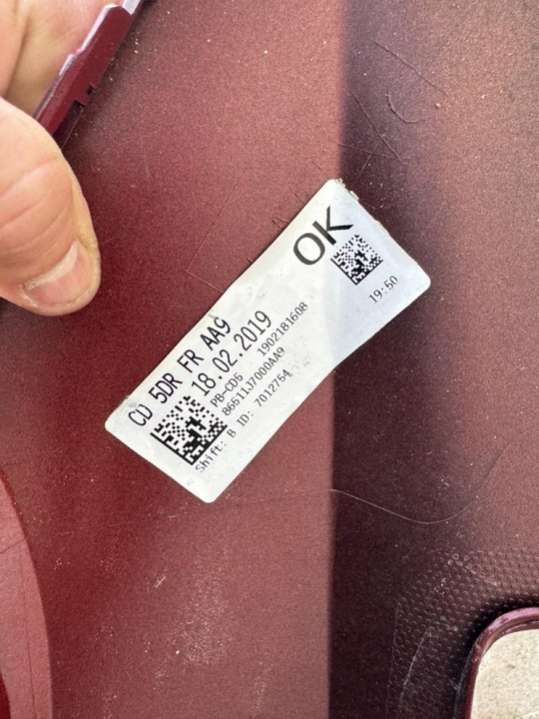 OK
19:50
CD 5DR FR AA9
18.02.2019
PB-CD5 1902181608
86511J7000AA9
Shift: B ID: 7012754